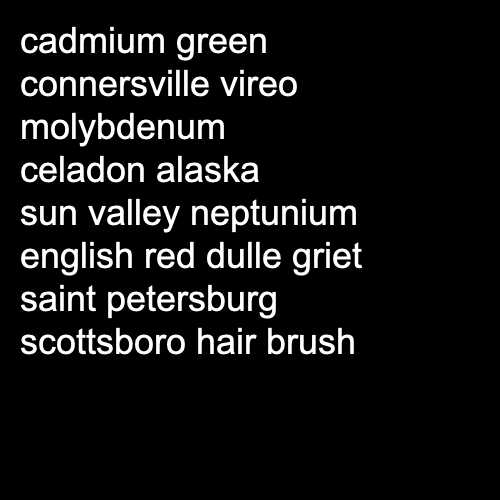 cadmium green
connersville vireo
molybdenum
celadon alaska
sun valley neptunium
english red dulle griet
saint petersburg
scottsboro hair brush